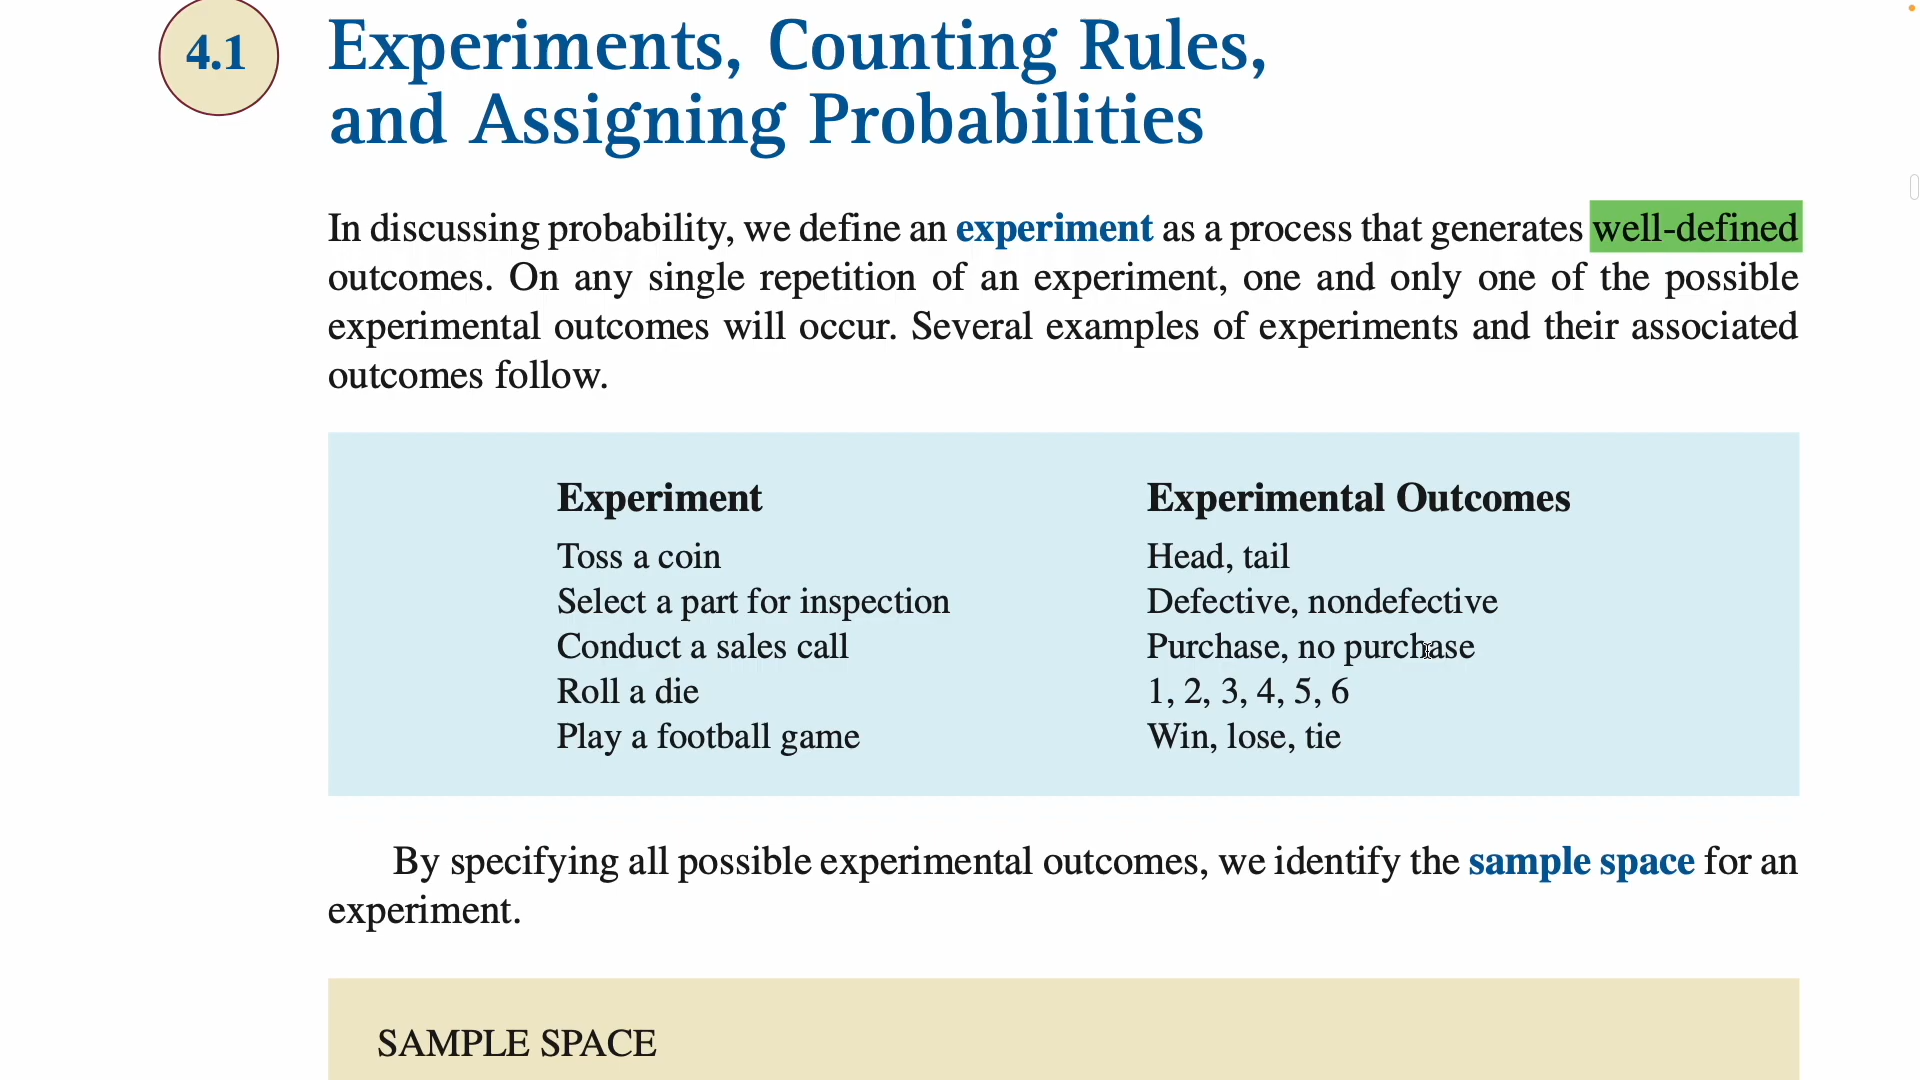 4.1
Experiments, Counting Rules,
and Assigning Probabilities
In discussing probability, we define an experiment as a process that generates well-defined
outcomes. On any single repetition of an experiment, one and only one of the possible
experimental outcomes will occur. Several examples of experiments and their associated
outcomes follow.
Experiment Experimental Outcomes
Toss a coin Head, tail
Select a part for inspection Defective, nondefective
Conduct a sales call Purchase, no purchase
Roll a die 1, 2, 3, 4, 5, 6
Play a football game Win, lose, tie
By specifying all possible experimental outcomes, we identify the sample space for an
experiment.
SAMPLE SPACE